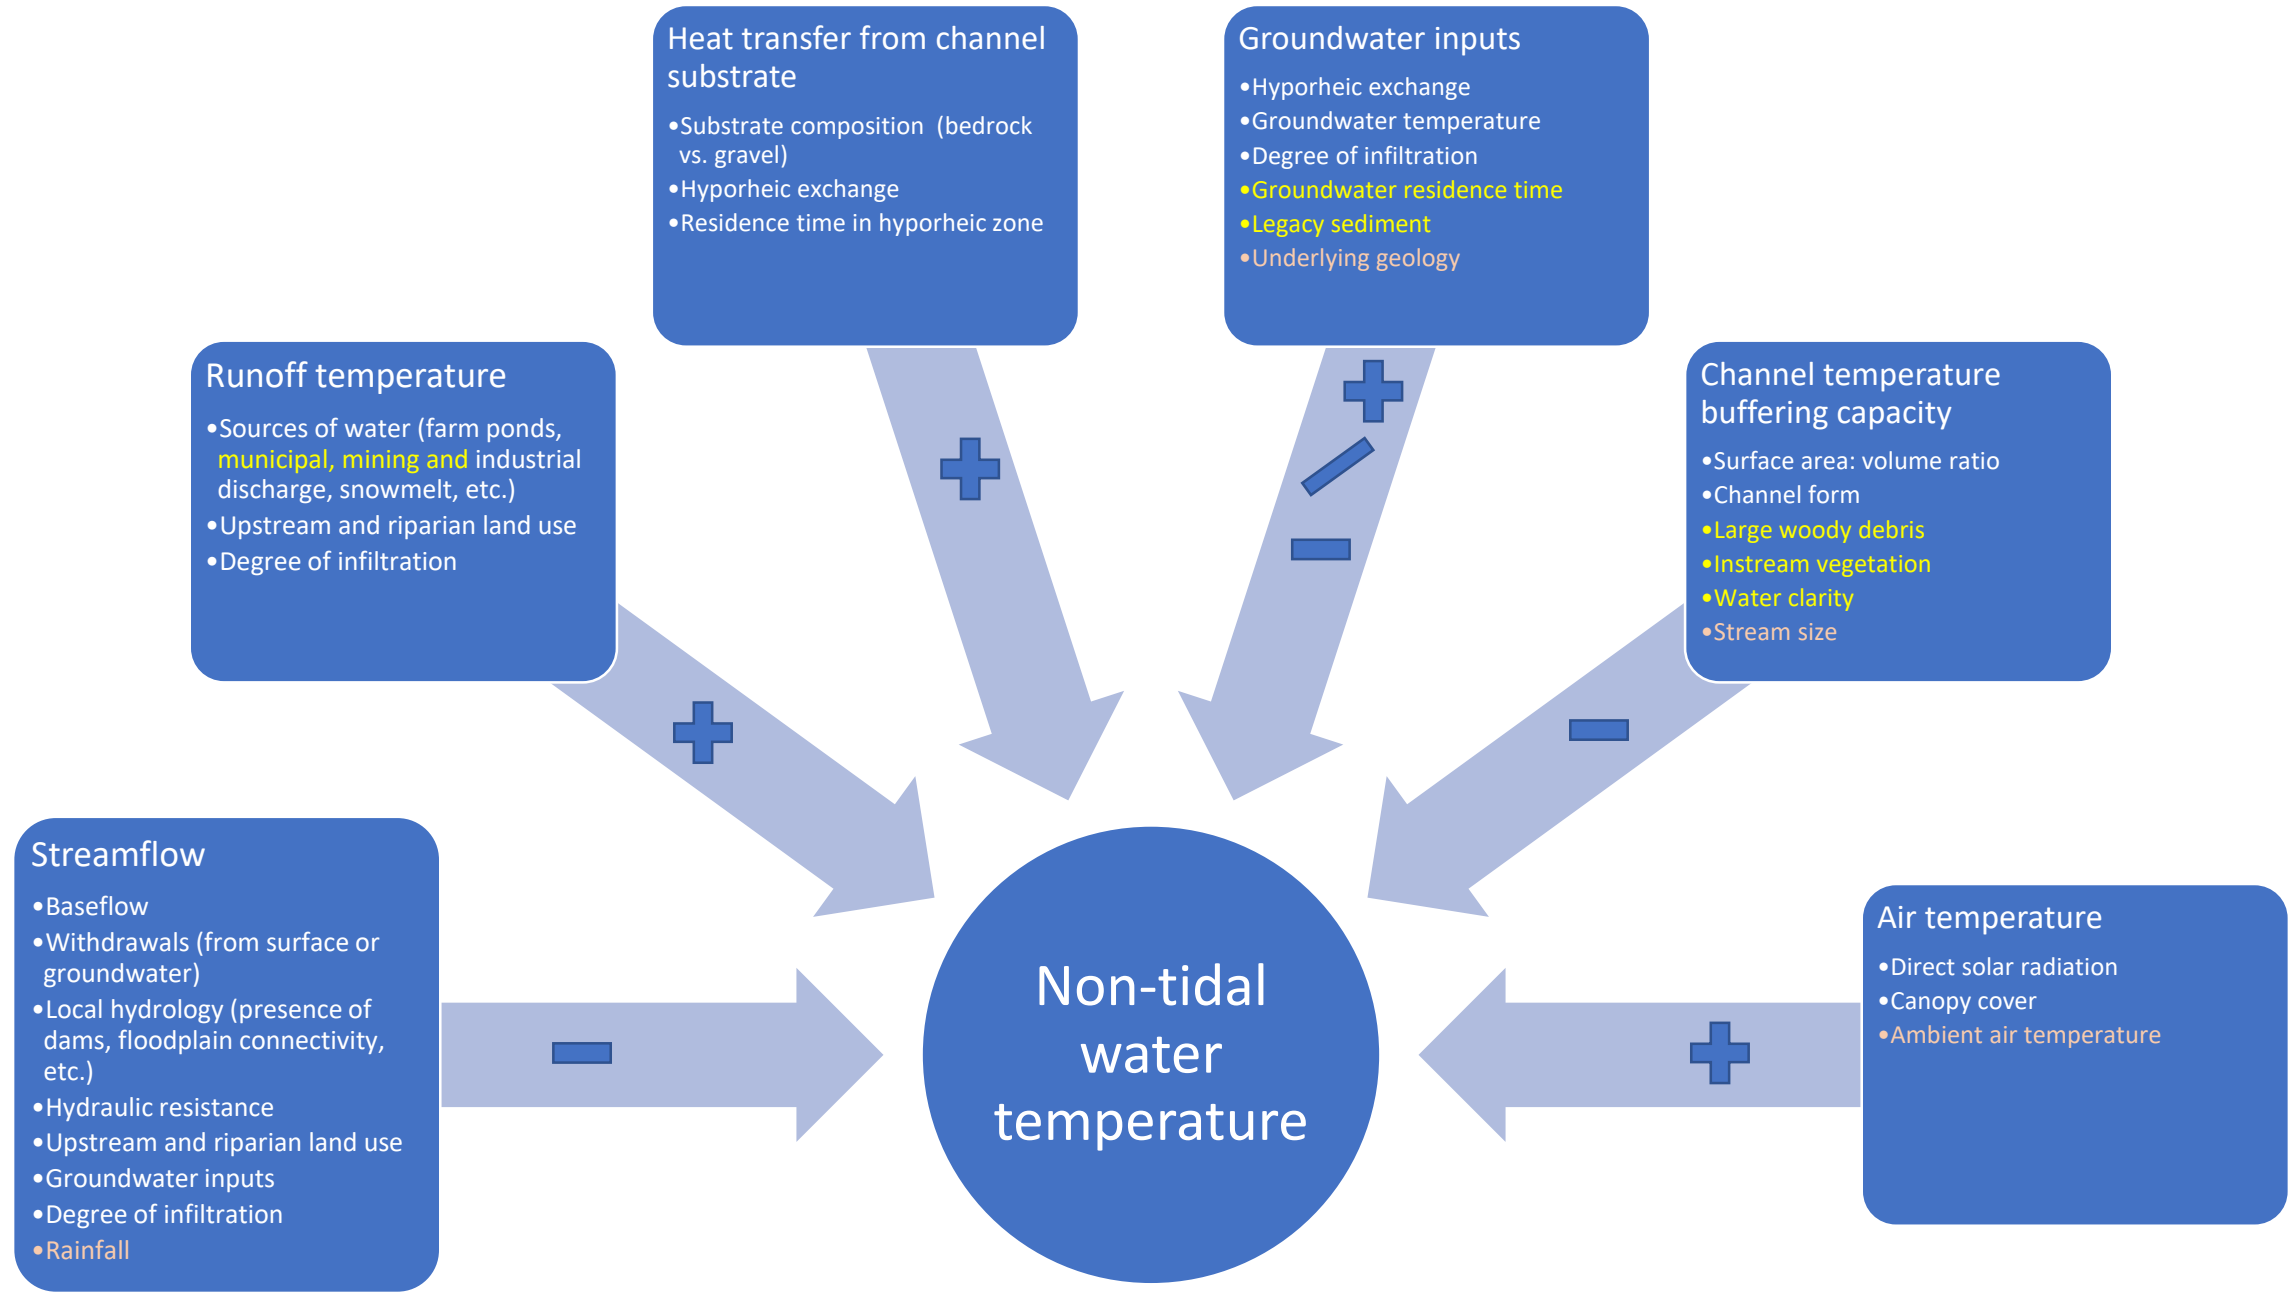 Heat transfer from channel
substrate
•Substrate composition  (bedrock
vs. gravel)
•Hyporheic exchange
•Residence time in hyporheic zone
Groundwater inputs
•Hyporheic exchange
•Groundwater temperature
•Degree of infiltration
•Groundwater residence time
•Legacy sediment
•Underlying geology
Runoff temperature
•Sources of water (farm ponds,
municipal, mining and industrial
discharge, snowmelt, etc.)
•Upstream and riparian land use
•Degree of infiltration
Channel temperature
buffering capacity
•Surface area: volume ratio
•Channel form
•Large woody debris
•Instream vegetation
•Water clarity
•Stream size
Streamflow
•Baseflow
•Withdrawals (from surface or
groundwater)
•Local hydrology (presence of
dams, floodplain connectivity,
etc.)
•Hydraulic resistance
•Upstream and riparian land use
•Groundwater inputs
•Degree of infiltration
•Rainfall
Non-tidal
water
temperature
Air temperature
•Direct solar radiation
•Canopy cover
•Ambient air temperature